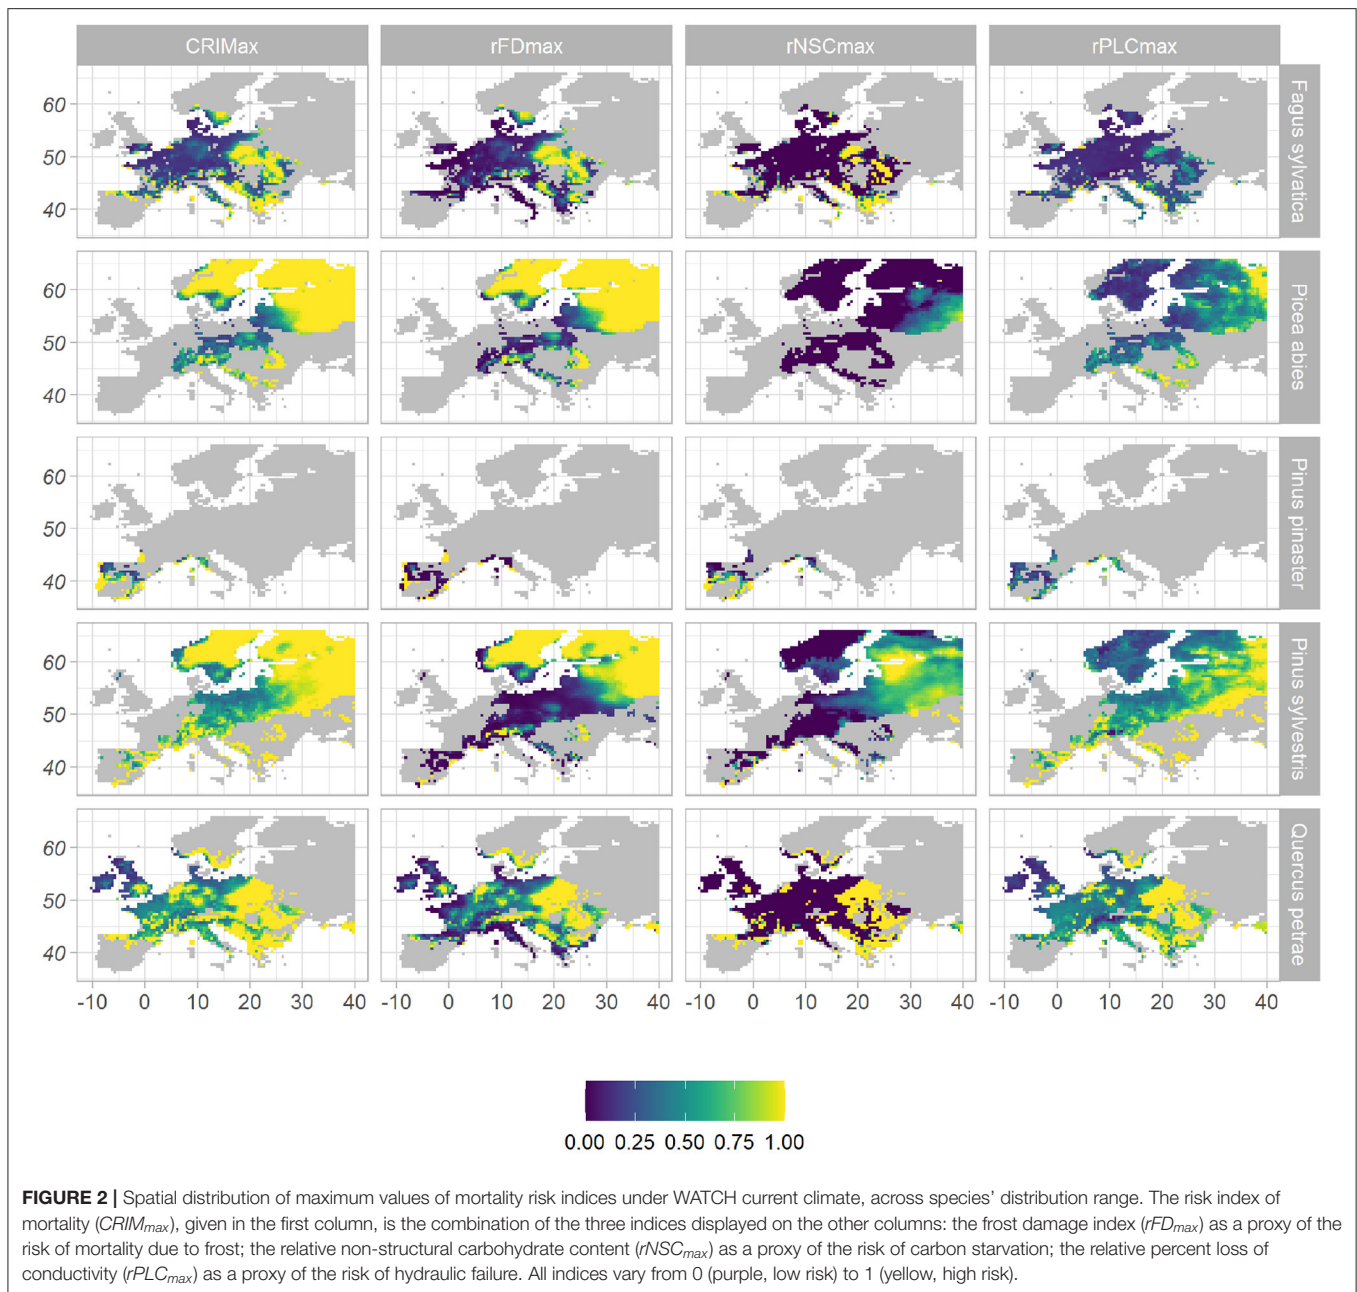 CRIMax rFDmax rNSCmax rPLCmax
60
50
40
Fagus sylvatica
60
50
40
Picea abies
60
50
40
Pinus pinaster
60
50
40
Pinus sylvestris
60
50
40
Quercus petrae
-10 0 10 20 30 40 -10 0 10 20 30 40 -10 0 10 20 30 40 -10 0 10 20 30 40
0.00 0.25 0.50 0.75 1.00
FIGURE 2 | Spatial distribution of maximum values of mortality risk indices under WATCH current climate, across species' distribution range. The risk index of
mortality (CRIMmax), given in the first column, is the combination of the three indices displayed on the other columns: the frost damage index (rFDmax) as a proxy of the
risk of mortality due to frost; the relative non-structural carbohydrate content (rNSCmax) as a proxy of the risk of carbon starvation; the relative percent loss of
conductivity (rPLCmax) as a proxy of the risk of hydraulic failure. All indices vary from 0 (purple, low risk) to 1 (yellow, high risk).